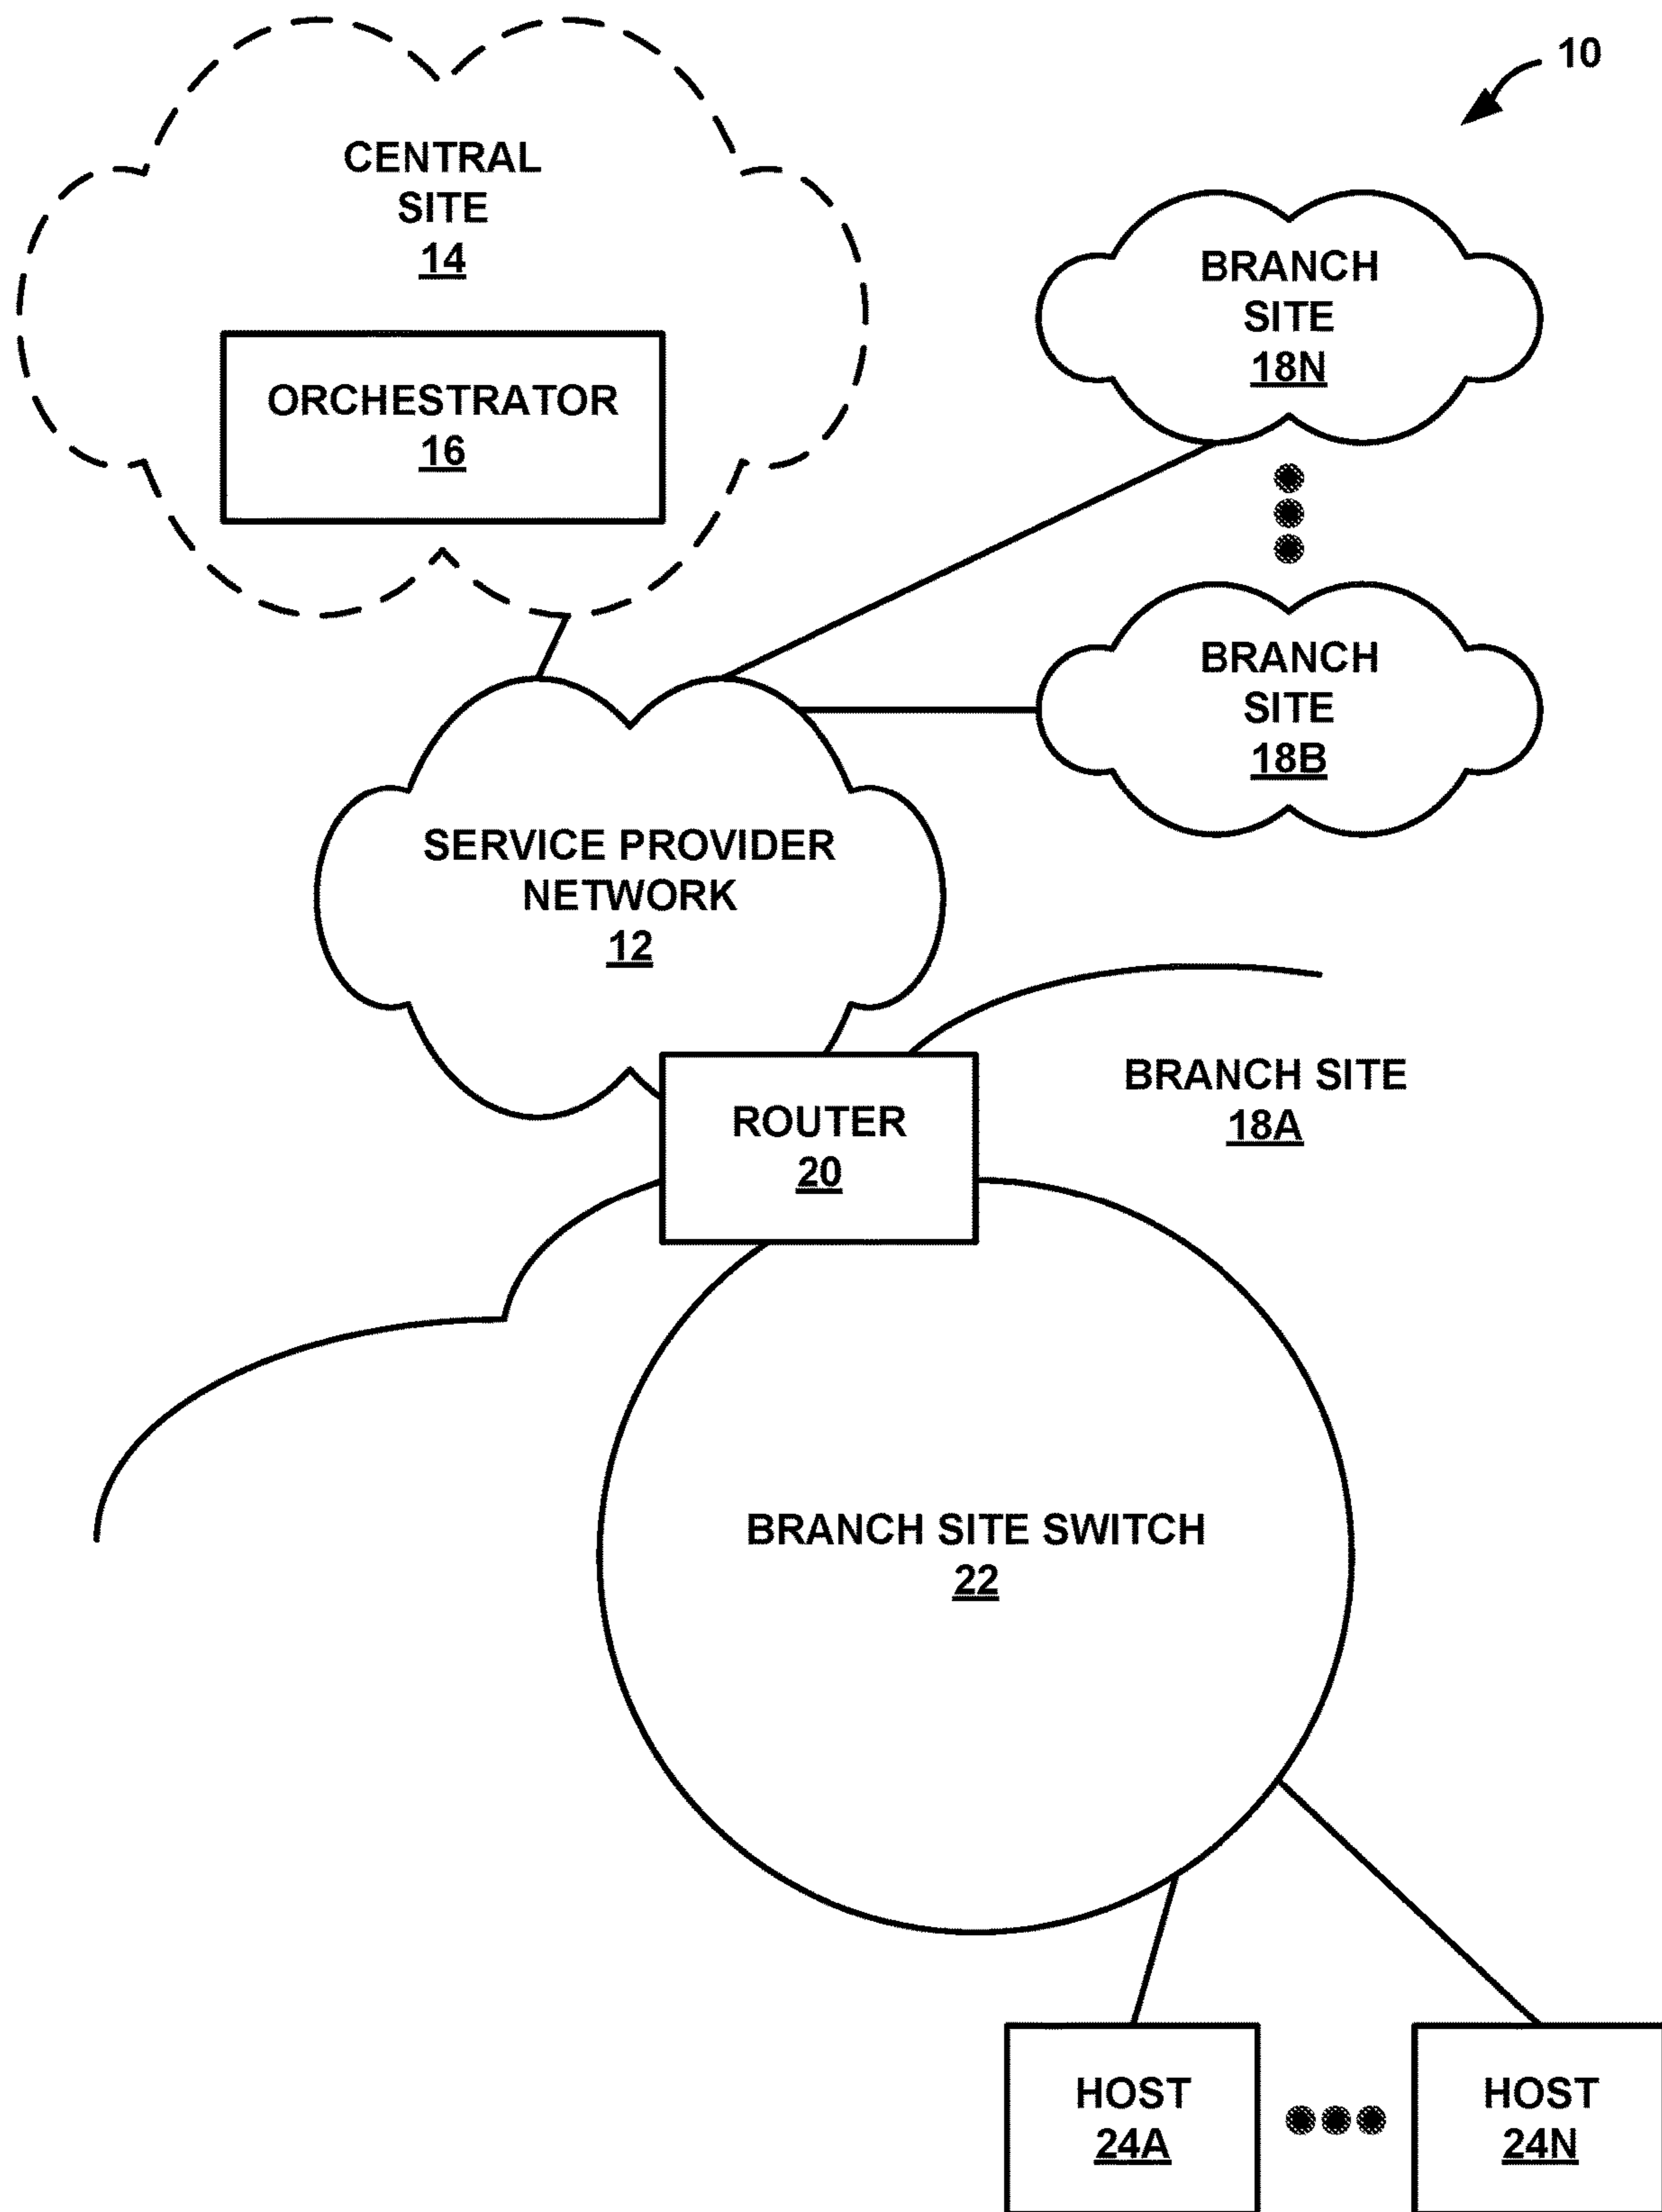 10
CENTRAL
SITE
14
ORCHESTRATOR
16
BRANCH
SITE
18N
BRANCH
SITE
18B
SERVICE PROVIDER
NETWORK
12
BRANCH SITE
18A
ROUTER
20
BRANCH SITE SWITCH
22
HOST
24A
HOST
24N